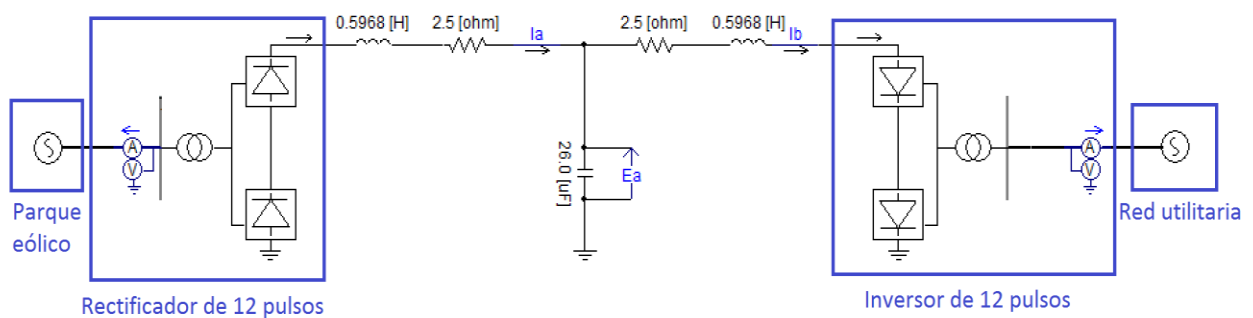 0.5968 [H]
2.5 [ohm]
Ia
2.5 [ohm]
0.5968 [H]
Ib
S
A
V
26.0 [uF]
Ea
A
V
S
Parque
eólico
Red utilitaria
Rectificador de 12 pulsos
Inversor de 12 pulsos